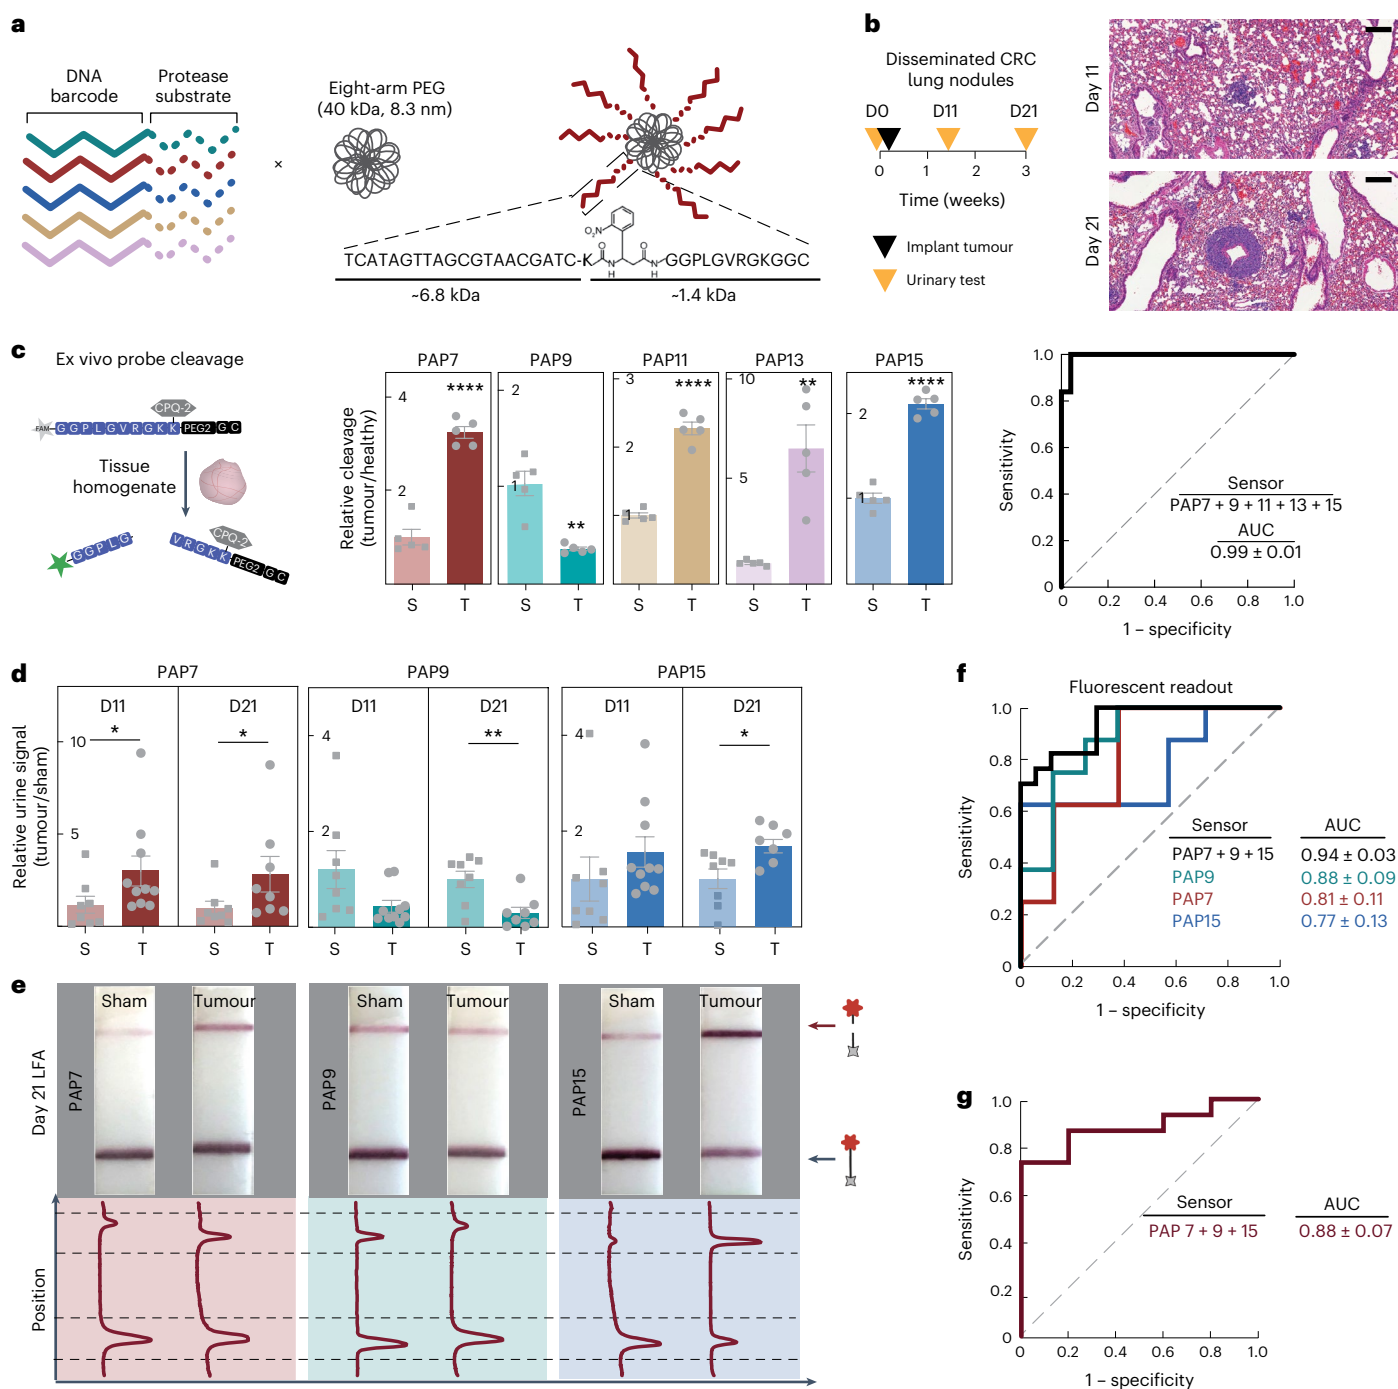 a
DNA
barcode
Protease
substrate
×
Eight-arm PEG
(40 kDa, 8.3 nm)
O2N
O
N
H
O
N
H
TCATAGTTAGCGTAACGATC-K
GGPLGVRGKGGC
~6.8 kDa
~1.4 kDa
b
Disseminated CRC
lung nodules
D0 D11 D21
0 1 2 3
Time (weeks)
Implant tumour
Urinary test
Day 11
Day 21
c
Ex vivo probe cleavage
CPQ-2
FAM G G P L G V R G K K PEG2 G C
Tissue
homogenate
G G P L G
CPQ-2
V R G K K PEG2 G C
Relative cleavage
(tumour/healthy)
PAP7
4
2
****
S T
PAP9
2
1
**
S T
PAP11
3
2
1
****
S T
PAP13
10
5
**
S T
PAP15
2
1
****
S T
Sensitivity
1.0
0.8
0.6
0.4
0.2
0
0 0.2 0.4 0.6 0.8 1.0
1 – specificity
Sensor
PAP7 + 9 + 11 + 13 + 15
AUC
0.99 ± 0.01
d
Relative urine signal
(tumour/sham)
PAP7
D11 D21
10
5
* *
S T S T
PAP9
D11 D21
4
2
**
S T S T
PAP15
D11 D21
4
2
*
S T S T
e
Day 21 LFA
PAP7
Sham Tumour
PAP9
Sham Tumour
PAP15
Sham Tumour
Position
f
Fluorescent readout
Sensitivity
1.0
0.8
0.6
0.4
0.2
0
0 0.2 0.4 0.6 0.8 1.0
1 – specificity
Sensor AUC
PAP7 + 9 + 15 0.94 ± 0.03
PAP9 0.88 ± 0.09
PAP7 0.81 ± 0.11
PAP15 0.77 ± 0.13
g
Sensitivity
1.0
0.8
0.6
0.4
0.2
0
0 0.2 0.4 0.6 0.8 1.0
1 – specificity
Sensor AUC
PAP 7 + 9 + 15 0.88 ± 0.07